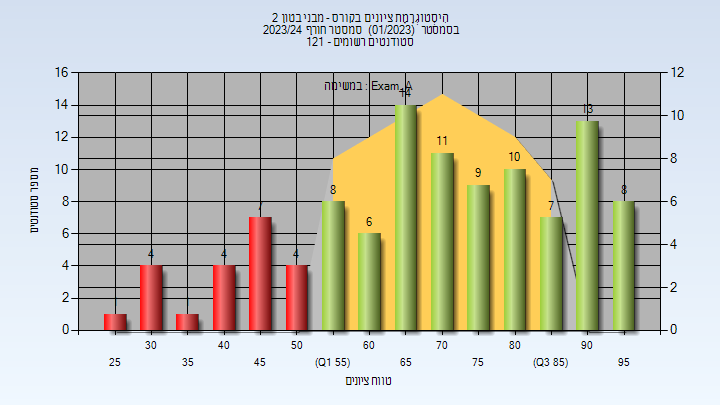 הִיסְטוֹגְרָמַת ציונים בקורס - מבני בטון 2
בסמסטר (01/2023) סמסטר חורף 2023/24
סטודנטים רשומים - 121
במשימה : Exam_A
מספר סטודנטים
16 14 12 10 8 6 4 2 0
12 10 8 6 4 2 0
4 4 7 4 8 6 14 11 9 10 7 13 8
30 40 50 60 70 80 90
25 35 45 (Q1 55) 65 75 (Q3 85) 95
טווח ציונים